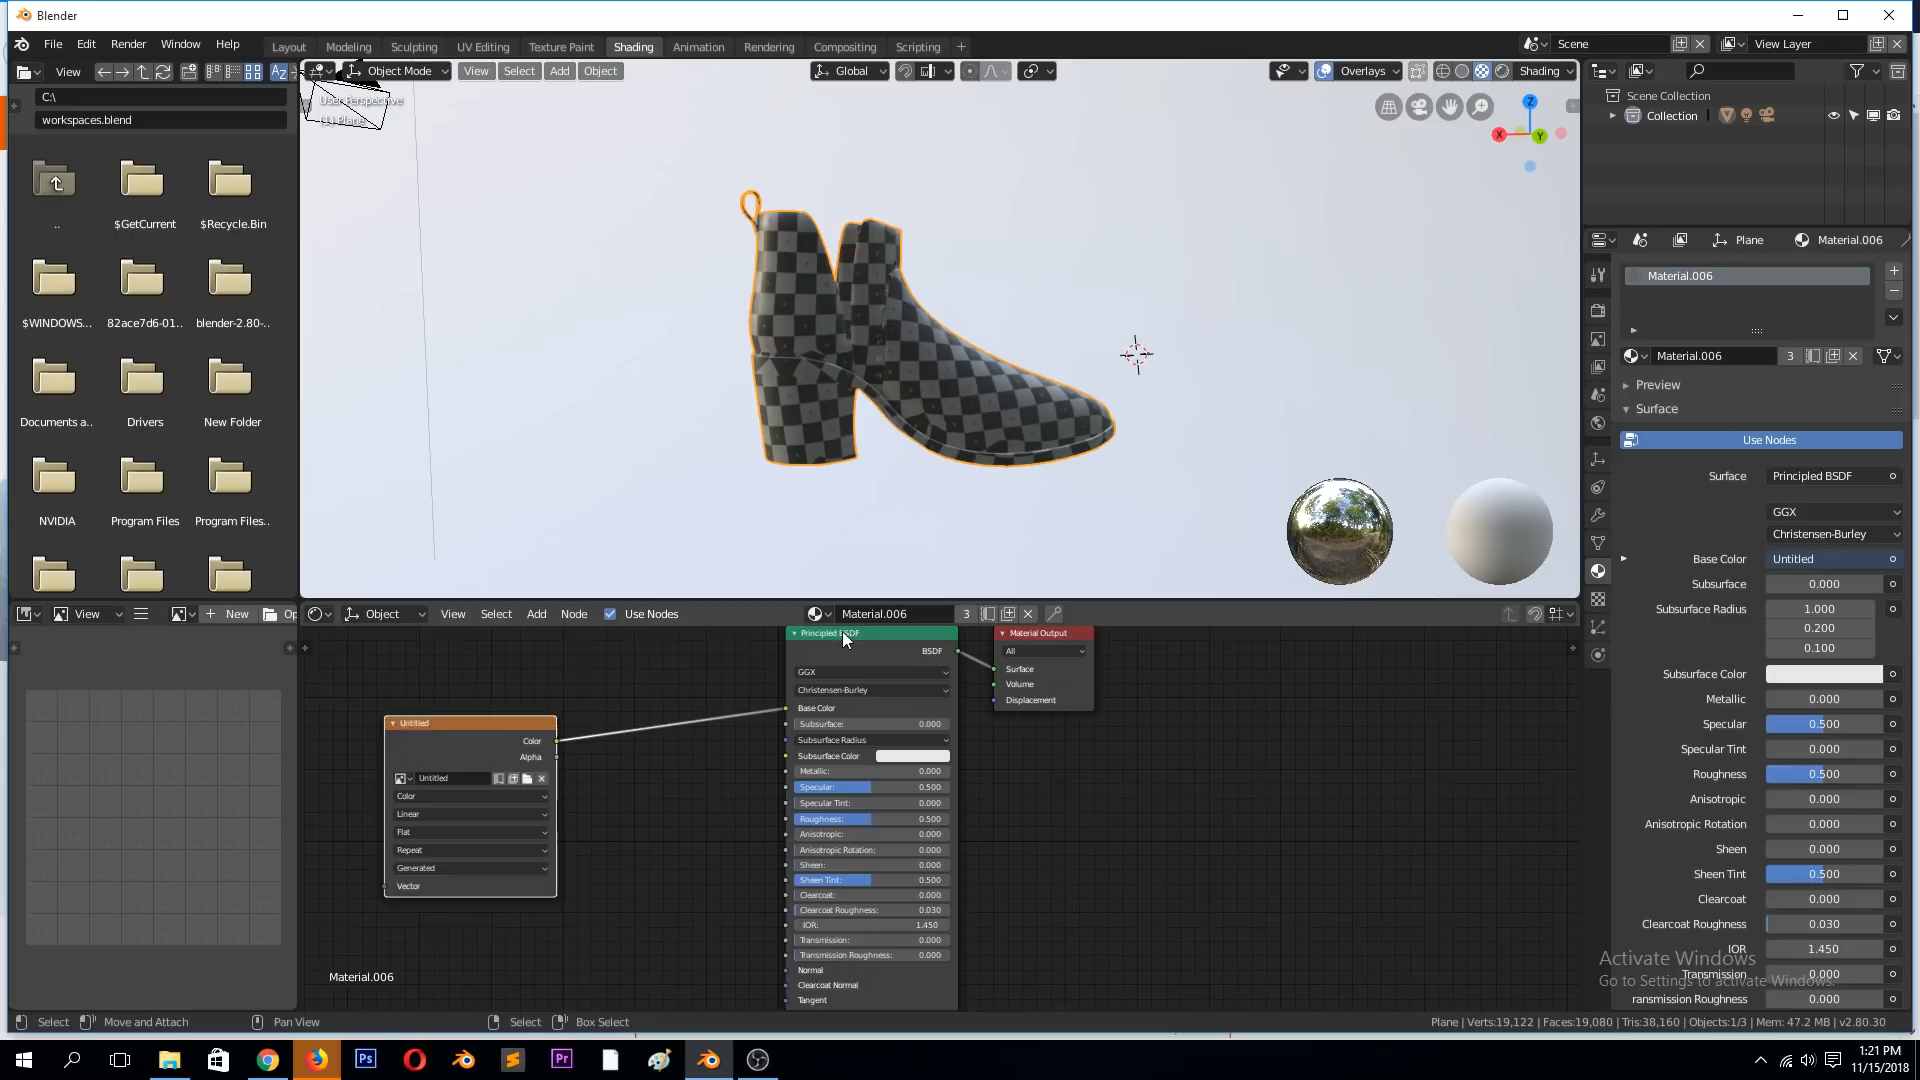 Blender
File Edit Render Window Help
Layout Modeling Sculpting UV Editing Texture Paint Shading Animation Rendering Compositing Scripting +
Scene View Layer
View
C:\
workspaces.blend
..
$GetCurrent
$Recycle.Bin
$WINDOWS...
82ace7d6-01..
blender-2.80-..
Documents a..
Drivers
New Folder
NVIDIA
Program Files
Program Files..
Object Mode View Select Add Object Global Overlays Shading
User Perspective
(1) Plane
Z
X
Y
Scene Collection
Collection
Plane Material.006
Material.006
Material.006 3
Preview
Surface
Use Nodes
Surface Principled BSDF
GGX
Christensen-Burley
Base Color Untitled
Subsurface 0.000
Subsurface Radius 1.000
0.200
0.100
Subsurface Color
Metallic 0.000
Specular 0.500
Specular Tint 0.000
Roughness 0.500
Anisotropic 0.000
Anisotropic Rotation 0.000
Sheen 0.000
Sheen Tint 0.500
Clearcoat 0.000
Clearcoat Roughness 0.030
IOR 1.450
Transmission 0.000
ransmission Roughness 0.000
Activate Windows
Go to Settings to activate Windows.
View + New Op
Object View Select Add Node Use Nodes Material.006 3
Untitled
Color
Alpha
Untitled
Color
Linear
Flat
Repeat
Generated
Vector
Principled BSDF
BSDF
GGX
Christensen-Burley
Base Color
Subsurface: 0.000
Subsurface Radius
Subsurface Color
Metallic: 0.000
Specular: 0.500
Specular Tint: 0.000
Roughness: 0.500
Anisotropic: 0.000
Anisotropic Rotation: 0.000
Sheen: 0.000
Sheen Tint: 0.500
Clearcoat: 0.000
Clearcoat Roughness: 0.030
IOR: 1.450
Transmission: 0.000
Transmission Roughness: 0.000
Normal
Clearcoat Normal
Tangent
Material Output
All
Surface
Volume
Displacement
Material.006
Select Move and Attach Pan View Select Box Select
Plane | Verts:19,122 | Faces:19,080 | Tris:38,160 | Objects:1/3 | Mem: 47.2 MB | v2.80.30
Ps
Pr
1:21 PM
11/15/2018